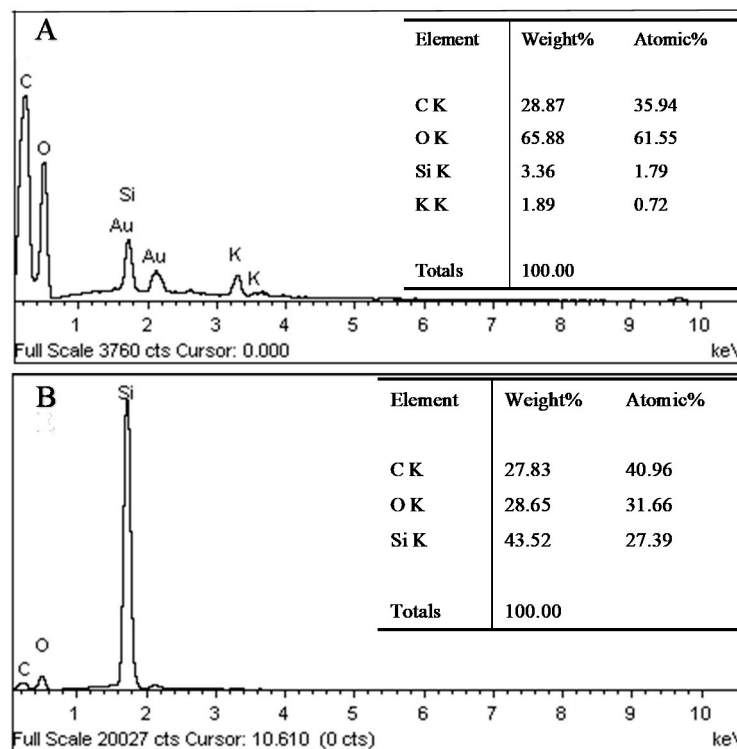 A
Element Weight% Atomic%
C K 28.87 35.94
O K 65.88 61.55
Si K 3.36 1.79
K K 1.89 0.72
Totals 100.00
C
O
Si
Au
Au
K
K
1 2 3 4 5 6 7 8 9 10
Full Scale 3760 cts Cursor: 0.000 keV
B
Element Weight% Atomic%
C K 27.83 40.96
O K 28.65 31.66
Si K 43.52 27.39
Totals 100.00
Si
O
C
1 2 3 4 5 6 7 8 9 10
Full Scale 20027 cts Cursor: 10.610 (0 cts) keV